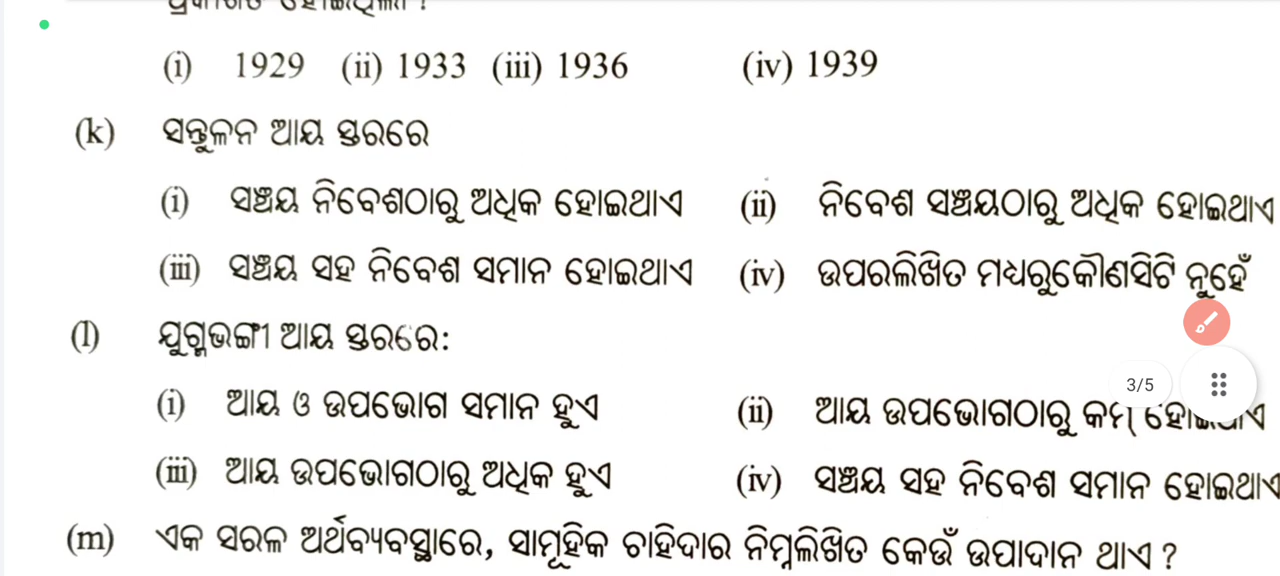 (i) 1929 (ii) 1933 (iii) 1936 (iv) 1939
(k) ସନ୍ତୁଳନ ଆୟ ସ୍ତରରେ
(i) ସଞ୍ଚୟ ନିବେଶଠାରୁ ଅଧିକ ହୋଇଥାଏ (ii) ନିବେଶ ସଞ୍ଚୟଠାରୁ ଅଧିକ ହୋଇଥାଏ
(iii) ସଞ୍ଚୟ ସହ ନିବେଶ ସମାନ ହୋଇଥାଏ (iv) ଉପରଲିଖିତ ମଧ୍ୟରୁକୌଣସିଟି ନୁହେଁ
(l) ଯୁଗ୍ମଭଙ୍ଗୀ ଆୟ ସ୍ତରରେ:
3/5
(i) ଆୟ ଓ ଉପଭୋଗ ସମାନ ହୁଏ (ii) ଆୟ ଉପଭୋଗଠାରୁ କମ୍ ହୋଇଥାଏ
(iii) ଆୟ ଉପଭୋଗଠାରୁ ଅଧିକ ହୁଏ (iv) ସଞ୍ଚୟ ସହ ନିବେଶ ସମାନ ହୋଇଥାଏ
(m) ଏକ ସରଳ ଅର୍ଥବ୍ୟବସ୍ଥାରେ, ସାମୂହିକ ଚାହିଦାର ନିମ୍ନଲିଖିତ କେଉଁ ଉପାଦାନ ଥାଏ ?